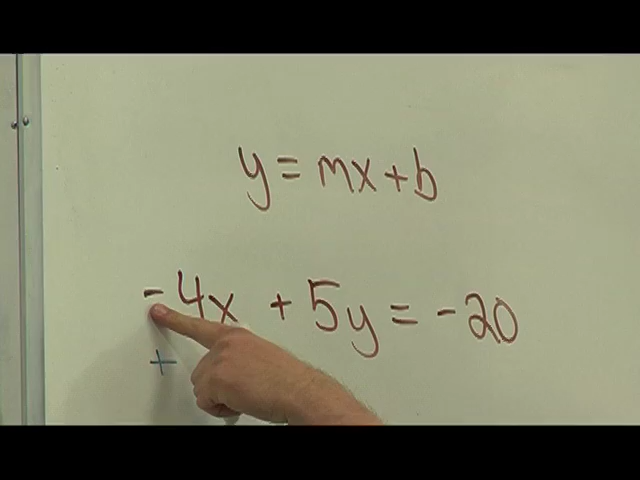 y = mx + b
-4x + 5y = -20
+